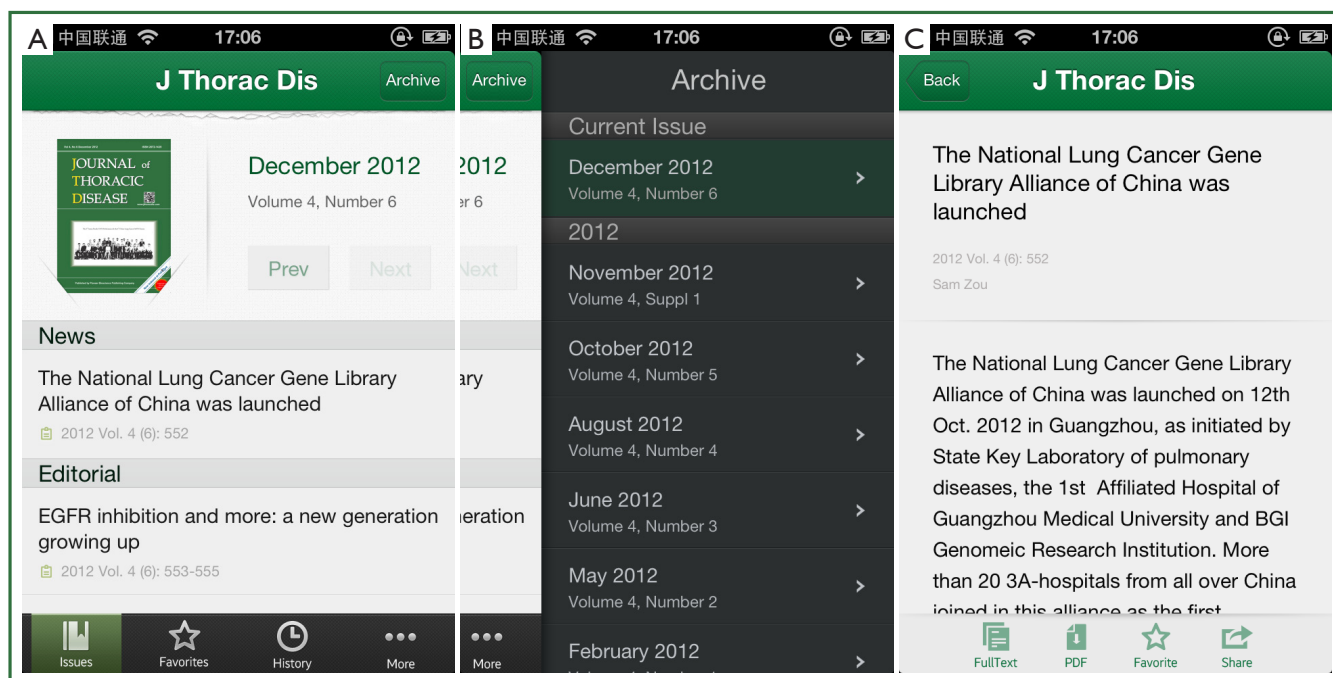 A 中国联通 17:06
J Thorac Dis
Archive
JOURNAL of
THORACIC
DISEASE
December 2012
Volume 4, Number 6
Prev
Next
News
The National Lung Cancer Gene Library
Alliance of China was launched
2012 Vol. 4 (6): 552
Editorial
EGFR inhibition and more: a new generation
growing up
2012 Vol. 4 (6): 553-555
Issues
Favorites
History
More
B 中国联通 17:06
Archive
2012
er 6
Next
ary
eration
More
Archive
Current Issue
December 2012
Volume 4, Number 6
2012
November 2012
Volume 4, Suppl 1
October 2012
Volume 4, Number 5
August 2012
Volume 4, Number 4
June 2012
Volume 4, Number 3
May 2012
Volume 4, Number 2
February 2012
C 中国联通 17:06
Back
J Thorac Dis
The National Lung Cancer Gene
Library Alliance of China was
launched
2012 Vol. 4 (6): 552
Sam Zou
The National Lung Cancer Gene Library
Alliance of China was launched on 12th
Oct. 2012 in Guangzhou, as initiated by
State Key Laboratory of pulmonary
diseases, the 1st Affiliated Hospital of
Guangzhou Medical University and BGI
Genomeic Research Institution. More
than 20 3A-hospitals from all over China
joined in this alliance as the first
FullText
PDF
Favorite
Share